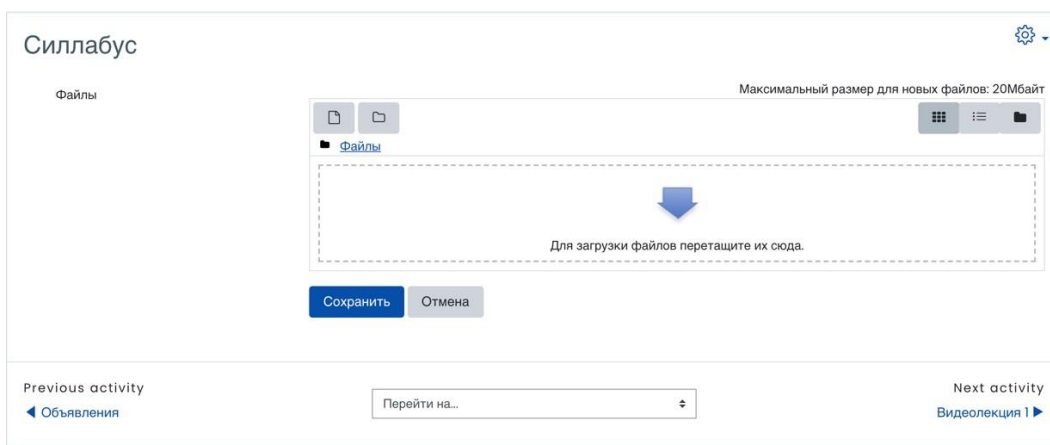 Силлабус
Файлы
Максимальный размер для новых файлов: 20Мбайт
Файлы
Для загрузки файлов перетащите их сюда.
Сохранить
Отмена
Previous activity
Next activity
Объявления
Перейти на...
Видеолекция 1